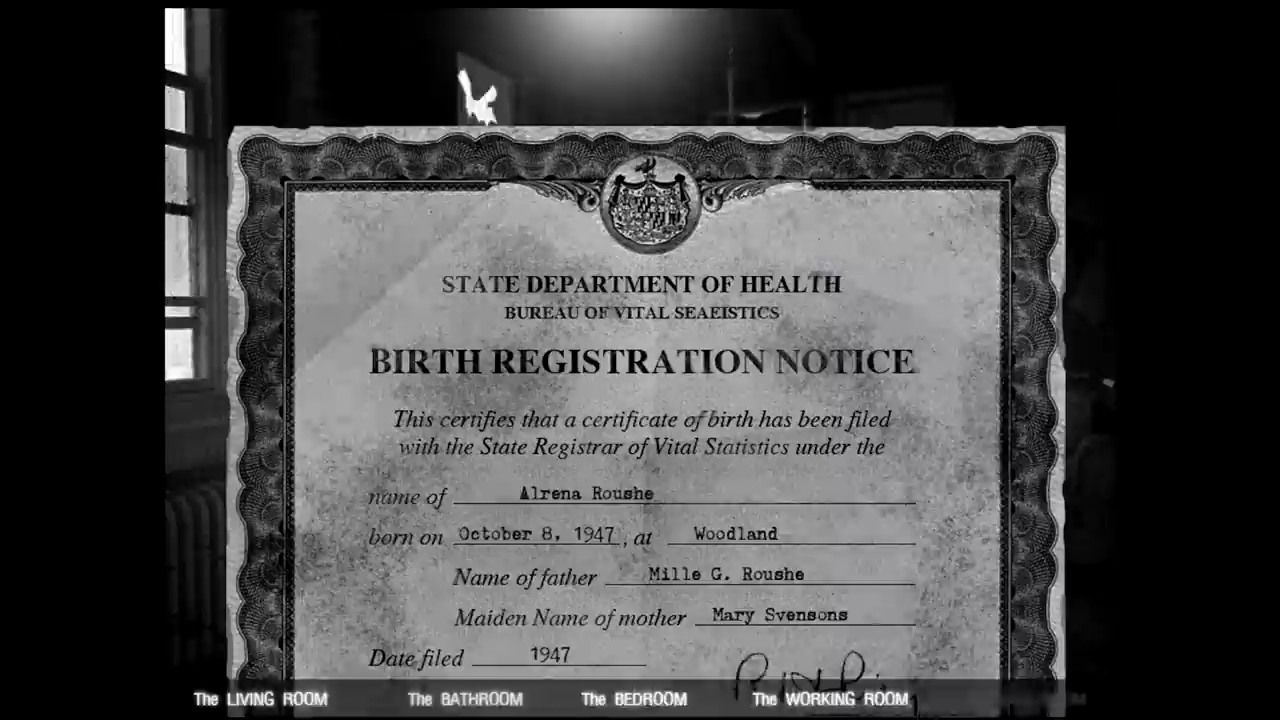 STATE DEPARTMENT OF HEALTH
BUREAU OF VITAL SEAEISTICS
BIRTH REGISTRATION NOTICE
This certifies that a certificate of birth has been filed
with the State Registrar of Vital Statistics under the
name of Alrena Roushe
born on October 8, 1947, at Woodland
Name of father Mille G. Roushe
Maiden Name of mother Mary Svensons
Date filed 1947
The LIVING ROOM The BATHROOM The BEDROOM The WORKING ROOM